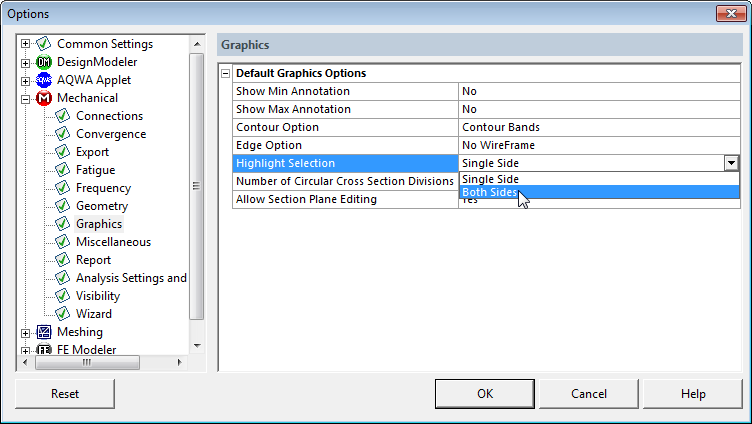 Options
Common Settings
DesignModeler
AQWA Applet
Mechanical
Connections
Convergence
Export
Fatigue
Frequency
Geometry
Graphics
Miscellaneous
Report
Analysis Settings and
Visibility
Wizard
Meshing
FE Modeler
Graphics
Default Graphics Options
Show Min Annotation No
Show Max Annotation No
Contour Option Contour Bands
Edge Option No WireFrame
Highlight Selection Single Side
Single Side
Number of Circular Cross Section Divisions
Both Sides
Allow Section Plane Editing Yes
Reset
OK
Cancel
Help